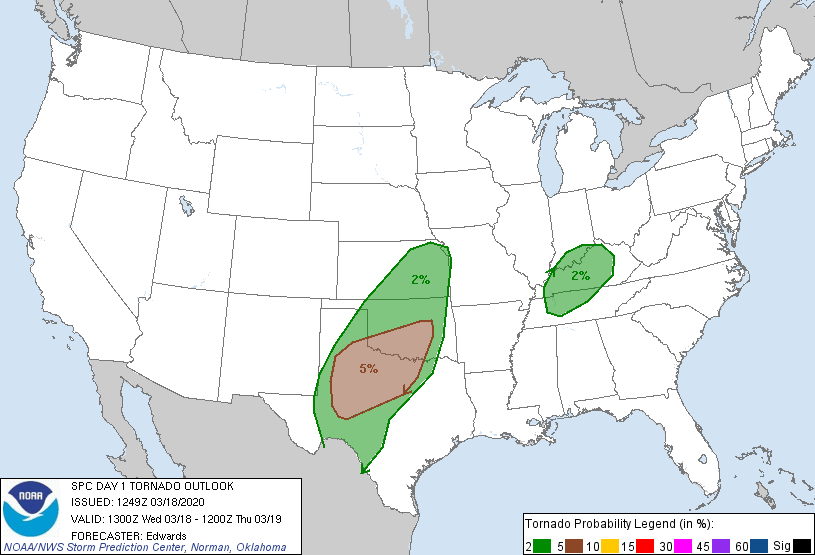 2%
2%
5%
NOAA
SPC DAY 1 TORNADO OUTLOOK
ISSUED: 1249Z 03/18/2020
VALID: 1300Z Wed 03/18 - 1200Z Thu 03/19
FORECASTER: Edwards
NOAA/NWS Storm Prediction Center, Norman, Oklahoma
Tornado Probability Legend (in %):
2 5 10 15 30 45 60 Sig